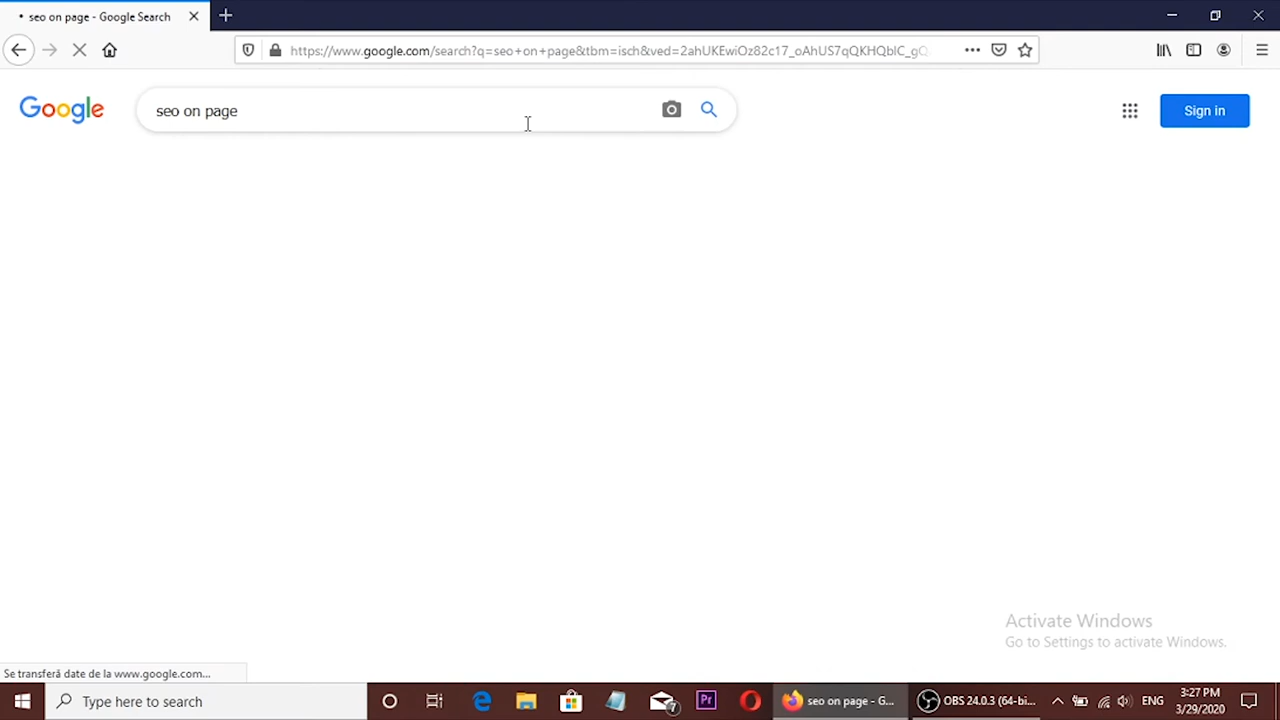 seo on page - Google Search
https://www.google.com/search?q=seo+on+page&tbm=isch&ved=2ahUKEwiOz82c17_oAhUS7qQKHQblC_gQ
Google
seo on page
Sign in
Activate Windows
Go to Settings to activate Windows.
Se transferă date de la www.google.com...
Type here to search
7
Pr
seo on page - G...
OBS 24.0.3 (64-bi...
ENG
3:27 PM
3/29/2020